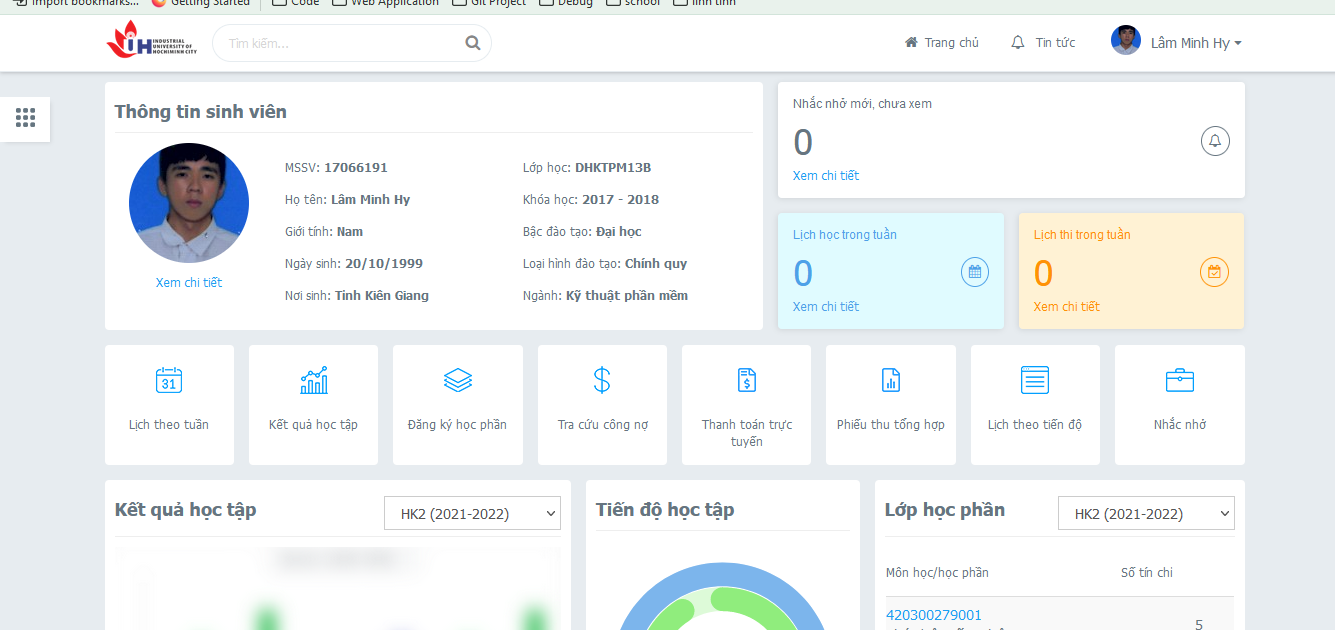 Import bookmarks...
Getting Started
Code
Web Application
Git Project
Debug
school
linh tinh
IUH
INDUSTRIAL
UNIVERSITY OF
HOCHIMINH CITY
Tìm kiếm...
Trang chủ
Tin tức
Lâm Minh Hy
Thông tin sinh viên
MSSV: 17066191
Họ tên: Lâm Minh Hy
Giới tính: Nam
Ngày sinh: 20/10/1999
Nơi sinh: Tỉnh Kiên Giang
Lớp học: DHKTPM13B
Khóa học: 2017 - 2018
Bậc đào tạo: Đại học
Loại hình đào tạo: Chính quy
Ngành: Kỹ thuật phần mềm
Xem chi tiết
Nhắc nhở mới, chưa xem
0
Xem chi tiết
Lịch học trong tuần
0
Xem chi tiết
Lịch thi trong tuần
0
Xem chi tiết
31
Lịch theo tuần
Kết quả học tập
Đăng ký học phần
Tra cứu công nợ
Thanh toán trực
tuyến
Phiếu thu tổng hợp
Lịch theo tiến độ
Nhắc nhở
Kết quả học tập
HK2 (2021-2022)
Tiến độ học tập
Lớp học phần
HK2 (2021-2022)
Môn học/học phần
Số tín chỉ
420300279001
5